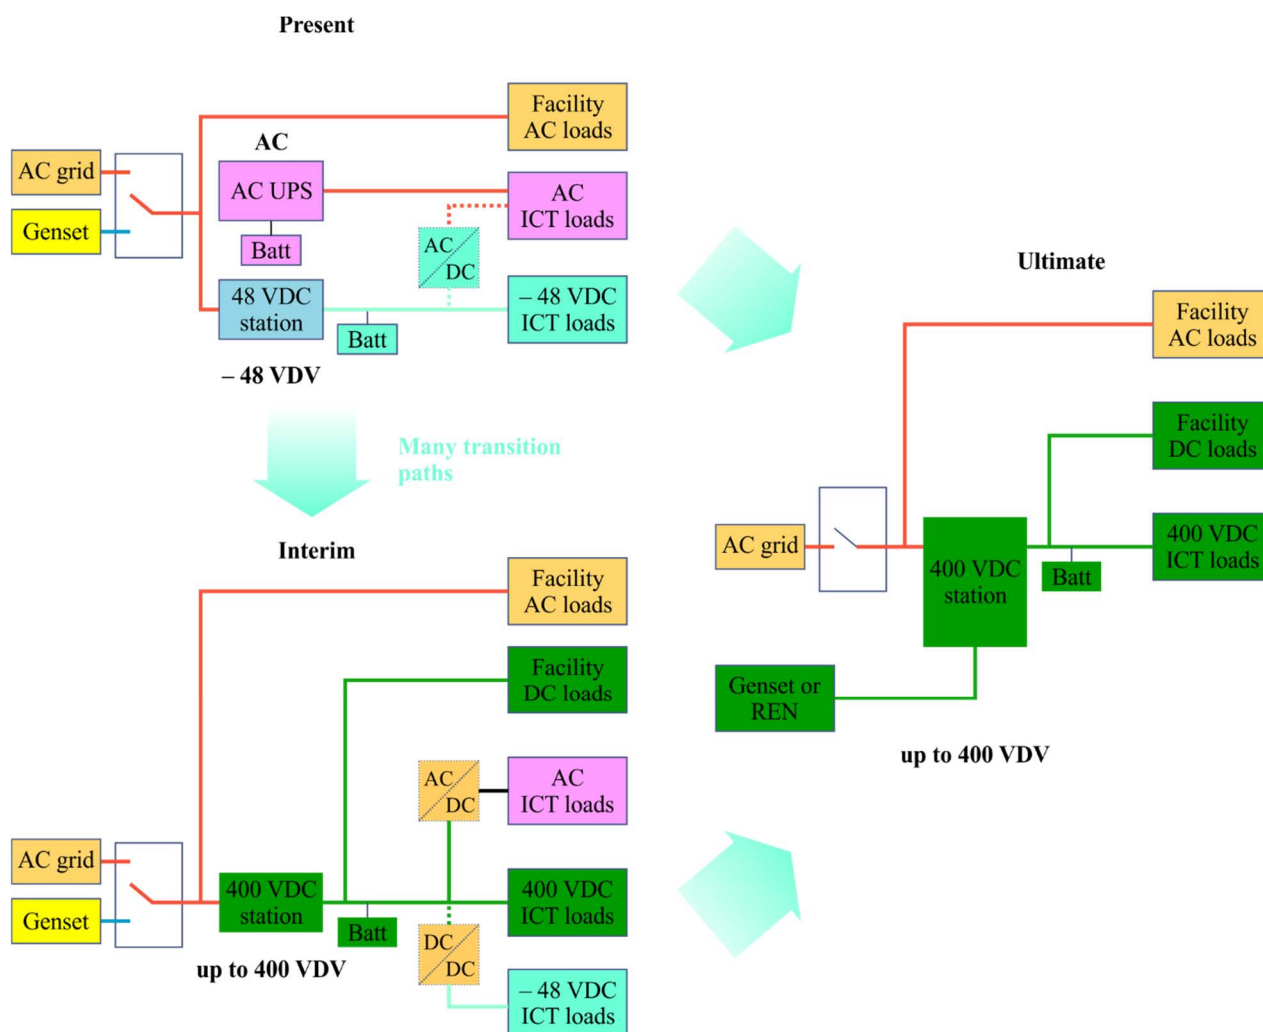 Present
Facility
AC loads
AC
AC grid
AC UPS
AC
ICT loads
Genset
Batt
AC
DC
48 VDC
station
– 48 VDC
ICT loads
Batt
– 48 VDV
Many transition
paths
Interim
Facility
AC loads
Facility
DC loads
AC
DC
AC
ICT loads
AC grid
400 VDC
station
400 VDC
ICT loads
Genset
Batt
up to 400 VDV
DC
DC
– 48 VDC
ICT loads
Ultimate
Facility
AC loads
Facility
DC loads
AC grid
400 VDC
station
400 VDC
ICT loads
Batt
Genset or
REN
up to 400 VDV